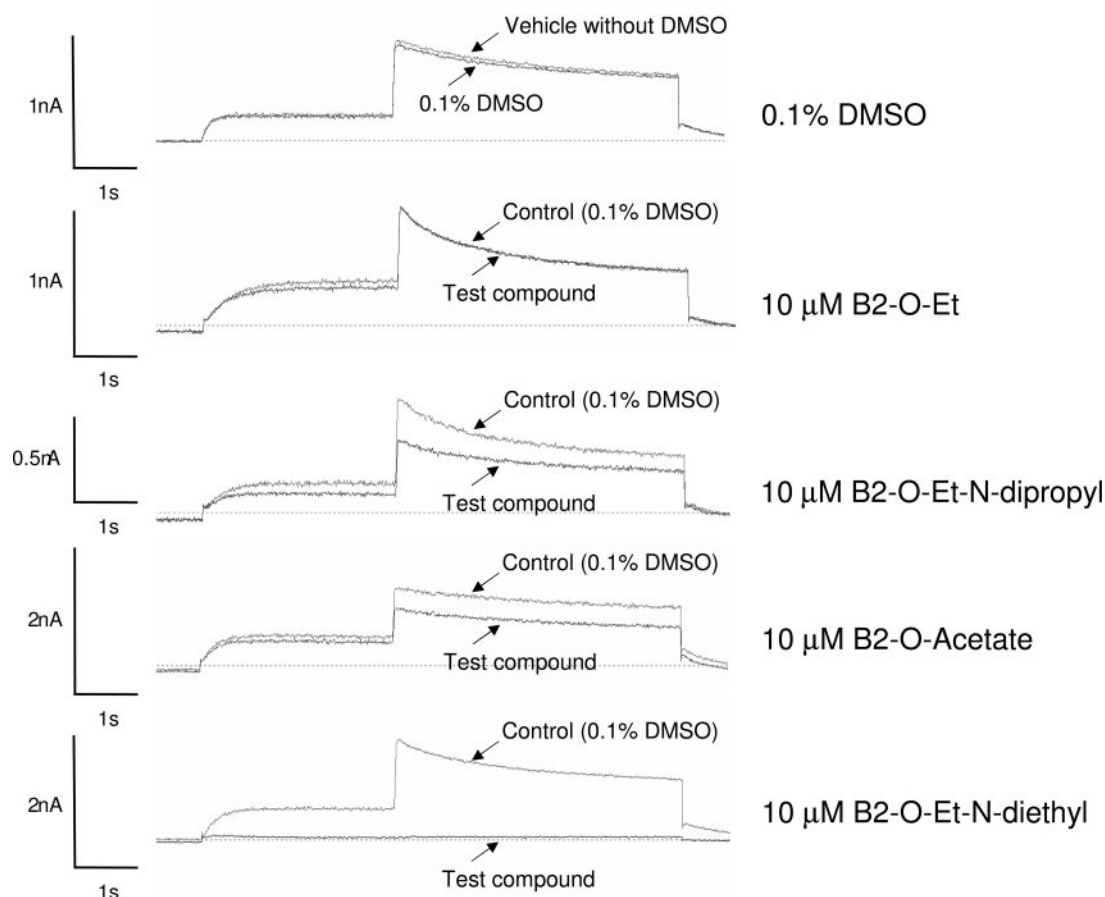 Vehicle without DMSO
1nA
0.1% DMSO
0.1% DMSO
1s
Control (0.1% DMSO)
1nA
Test compound
10 μM B2-O-Et
1s
Control (0.1% DMSO)
0.5nA
Test compound
10 μM B2-O-Et-N-dipropyl
1s
Control (0.1% DMSO)
2nA
Test compound
10 μM B2-O-Acetate
1s
Control (0.1% DMSO)
2nA
10 μM B2-O-Et-N-diethyl
Test compound
1s